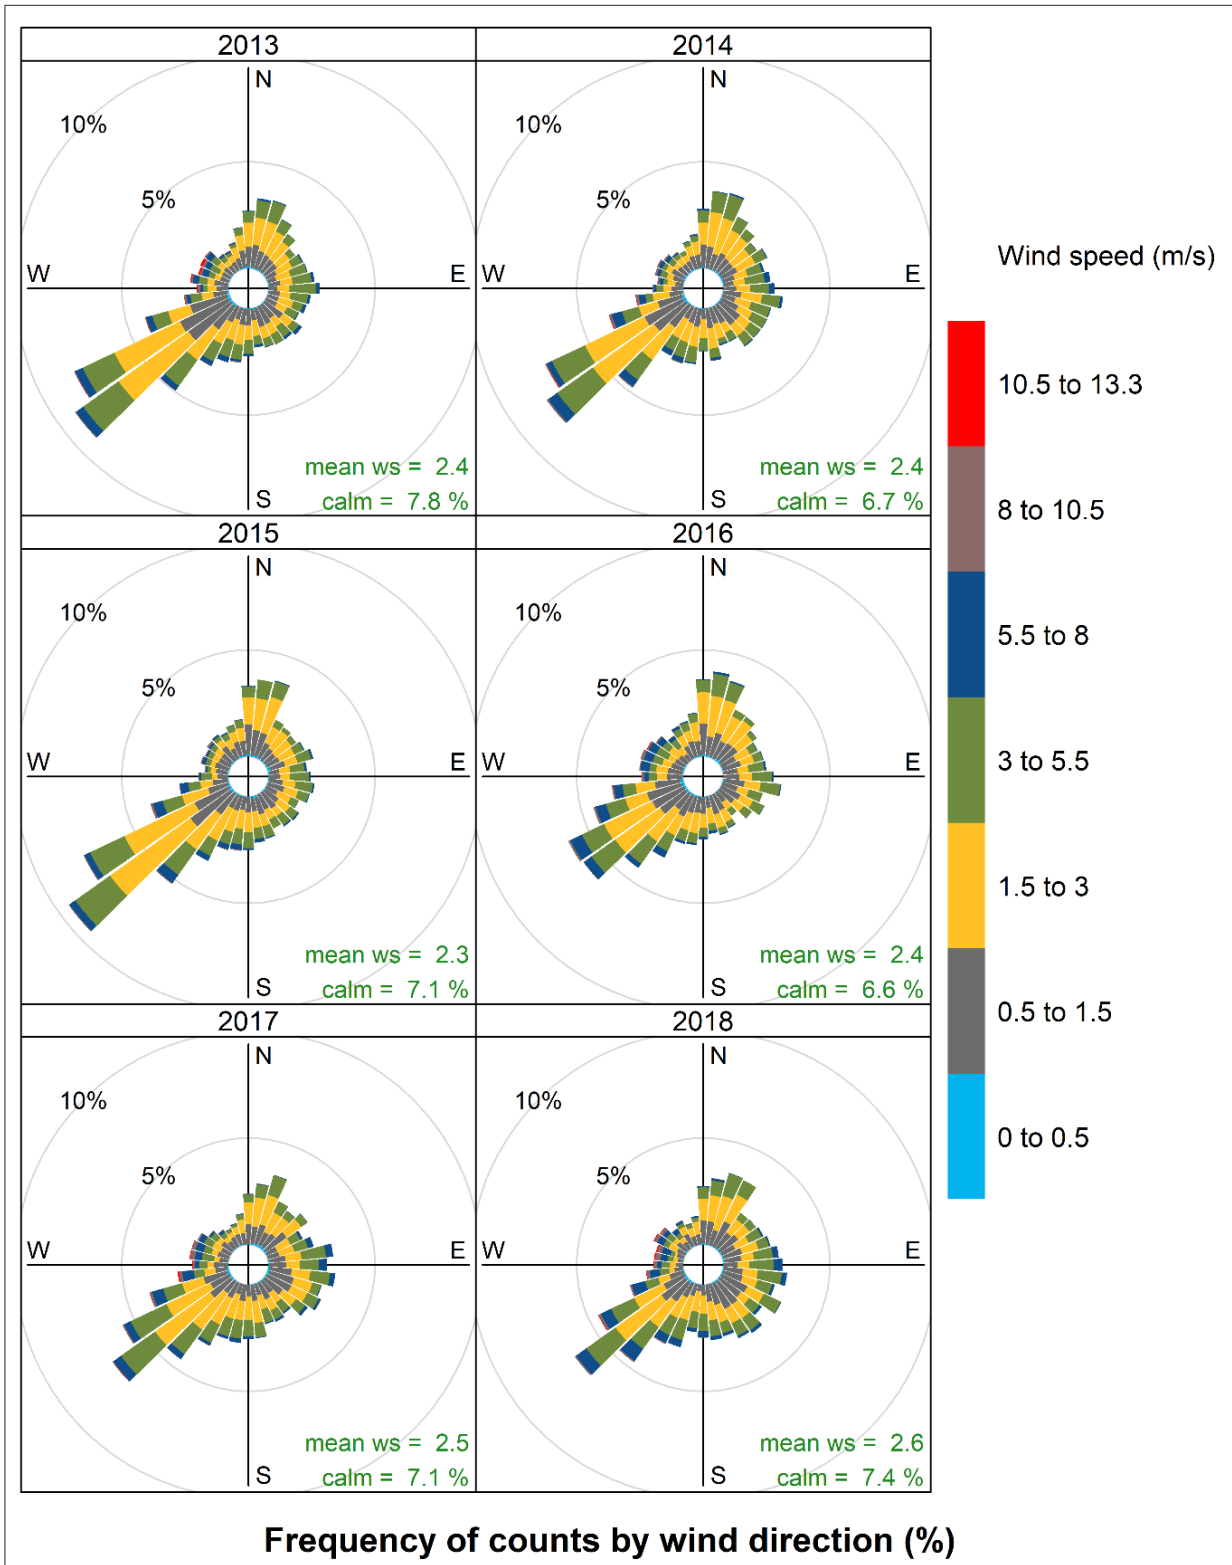 2013
2014
N
10%
5%
W
E
S
mean ws = 2.4
calm = 7.8 %
N
10%
5%
W
E
S
mean ws = 2.4
calm = 6.7 %
2015
2016
N
10%
5%
W
E
S
mean ws = 2.3
calm = 7.1 %
N
10%
5%
W
E
S
mean ws = 2.4
calm = 6.6 %
2017
2018
N
10%
5%
W
E
S
mean ws = 2.5
calm = 7.1 %
N
10%
5%
W
E
S
mean ws = 2.6
calm = 7.4 %
Wind speed (m/s)
10.5 to 13.3
8 to 10.5
5.5 to 8
3 to 5.5
1.5 to 3
0.5 to 1.5
0 to 0.5
Frequency of counts by wind direction (%)